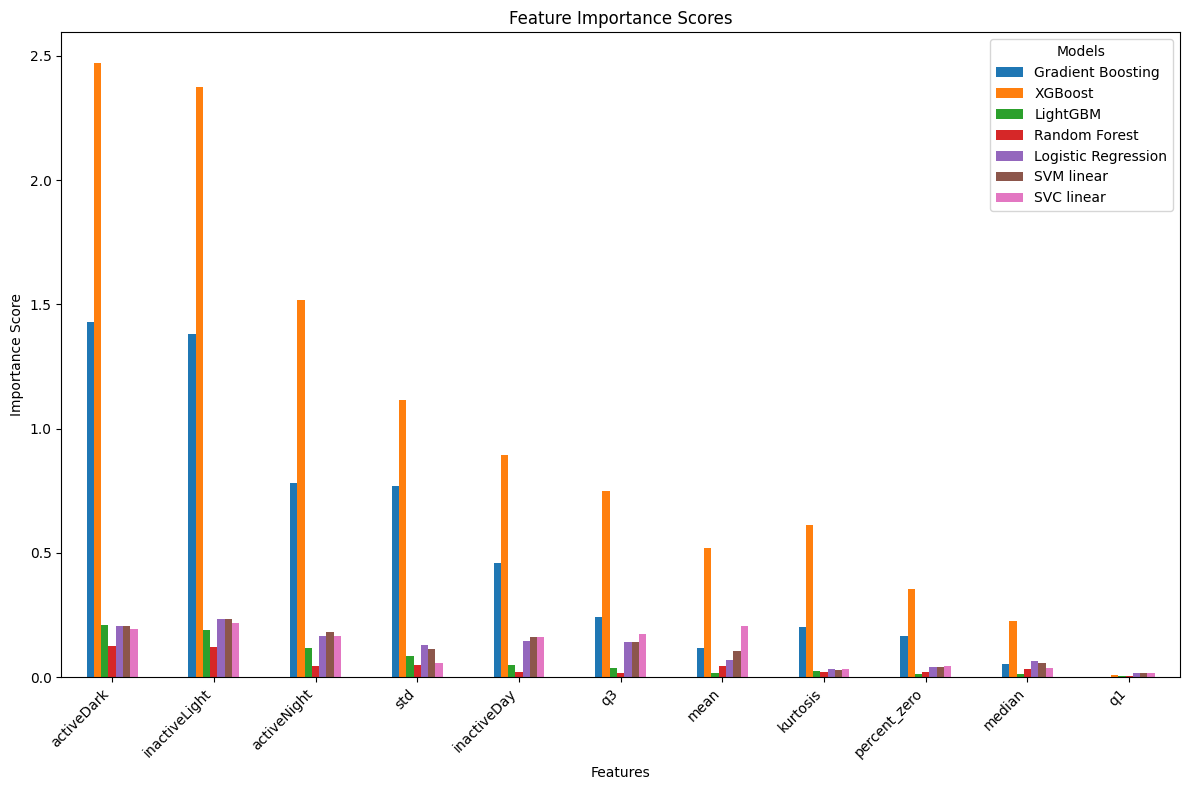 Feature Importance Scores
Models
Gradient Boosting
XGBoost
LightGBM
Random Forest
Logistic Regression
SVM linear
SVC linear
Importance Score
2.5
2.0
1.5
1.0
0.5
0.0
activeDark
inactiveLight
activeNight
std
inactiveDay
q3
mean
kurtosis
percent_zero
median
q1
Features